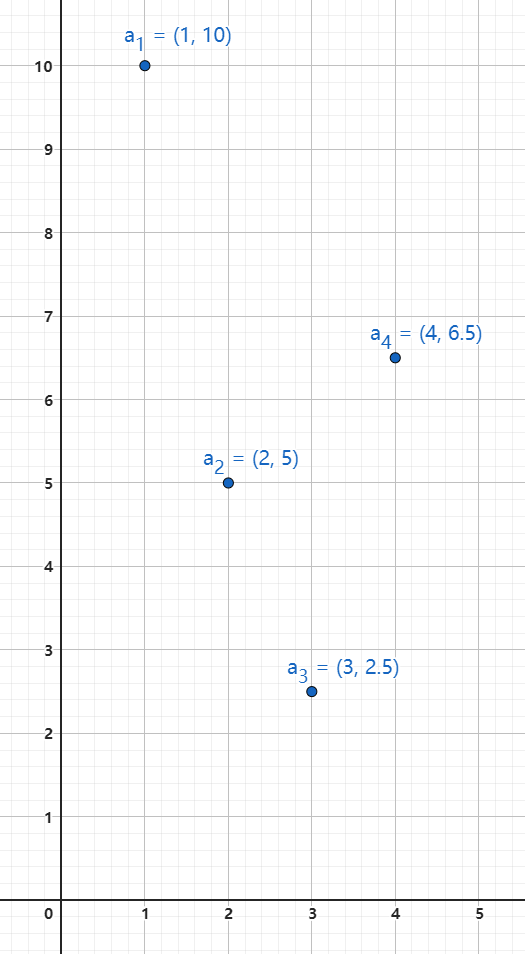 a₁ = (1, 10)
10
9
8
7
a₄ = (4, 6.5)
6
a₂ = (2, 5)
5
4
3
a₃ = (3, 2.5)
2
1
0 1 2 3 4 5